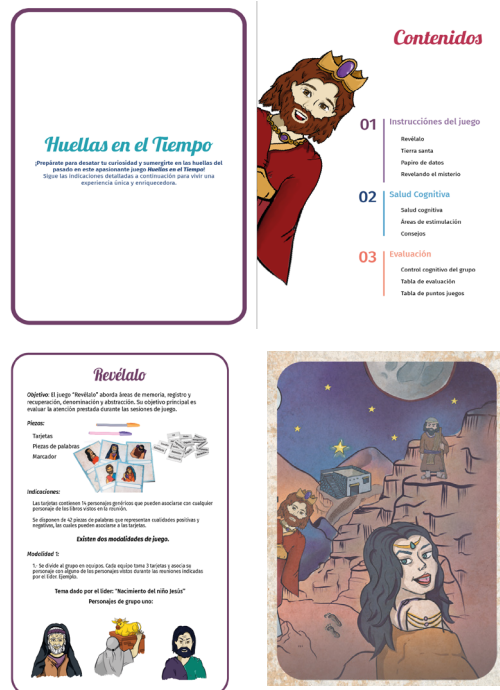 Huellas en el Tiempo
¡Prepárate para desatar tu curiosidad y sumergirte en las huellas del
pasado en este apasionante juego Huellas en el Tiempo!
Sigue las indicaciones detalladas a continuación para vivir una
experiencia única y enriquecedora.
Contenidos
01 Instrucciónes del juego
Revélalo
Tierra santa
Papiro de datos
Revelando el misterio
02 Salud Cognitiva
Salud cognitiva
Áreas de estimulación
Consejos
03 Evaluación
Control cognitivo del grupo
Tabla de evaluación
Tabla de puntos juegos
Revélalo
Objetivo: El juego "Revélalo" aborda áreas de memoria, registro y
recuperación, denominación y abstracción. Su objetivo principal es
evaluar la atención prestada durante las sesiones de juego.
Piezas:
Tarjetas
Piezas de palabras
Marcador
Indicaciones:
Las tarjetas contienen 14 personajes genéricos que pueden asociarse con cualquier
personaje de los libros vistos en la reunión.
Se disponen de 42 piezas de palabras que representan cualidades positivas y
negativas, las cuales pueden asociarse a las tarjetas.
Existen dos modalidades de juego.
Modalidad 1:
1.- Se divide al grupo en equipos. Cada equipo toma 3 tarjetas y asocia su
personaje con alguno de los personajes vistos durante las reuniones indicadas
por el líder. Ejemplo.
Tema dado por el líder: "Nacimiento del niño Jesús"
Personajes de grupo uno: